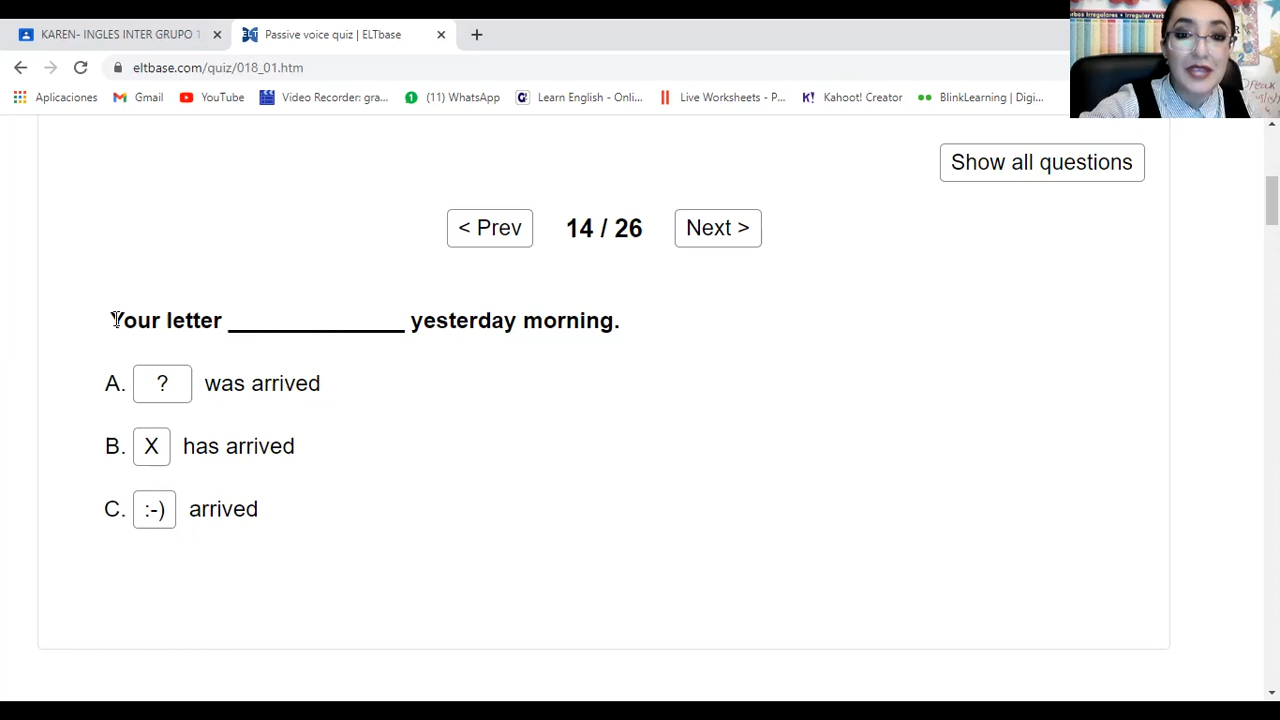 KAREN- INGLES INTER GRUPO 1
Passive voice quiz | ELTbase
eltbase.com/quiz/018_01.htm
Aplicaciones
Gmail
YouTube
Video Recorder: gra...
(11) WhatsApp
Learn English - Onli...
Live Worksheets - P...
Kahoot! Creator
BlinkLearning | Digi...
Show all questions
< Prev 14 / 26 Next >
Your letter ______________ yesterday morning.
A. ? was arrived
B. X has arrived
C. :-) arrived